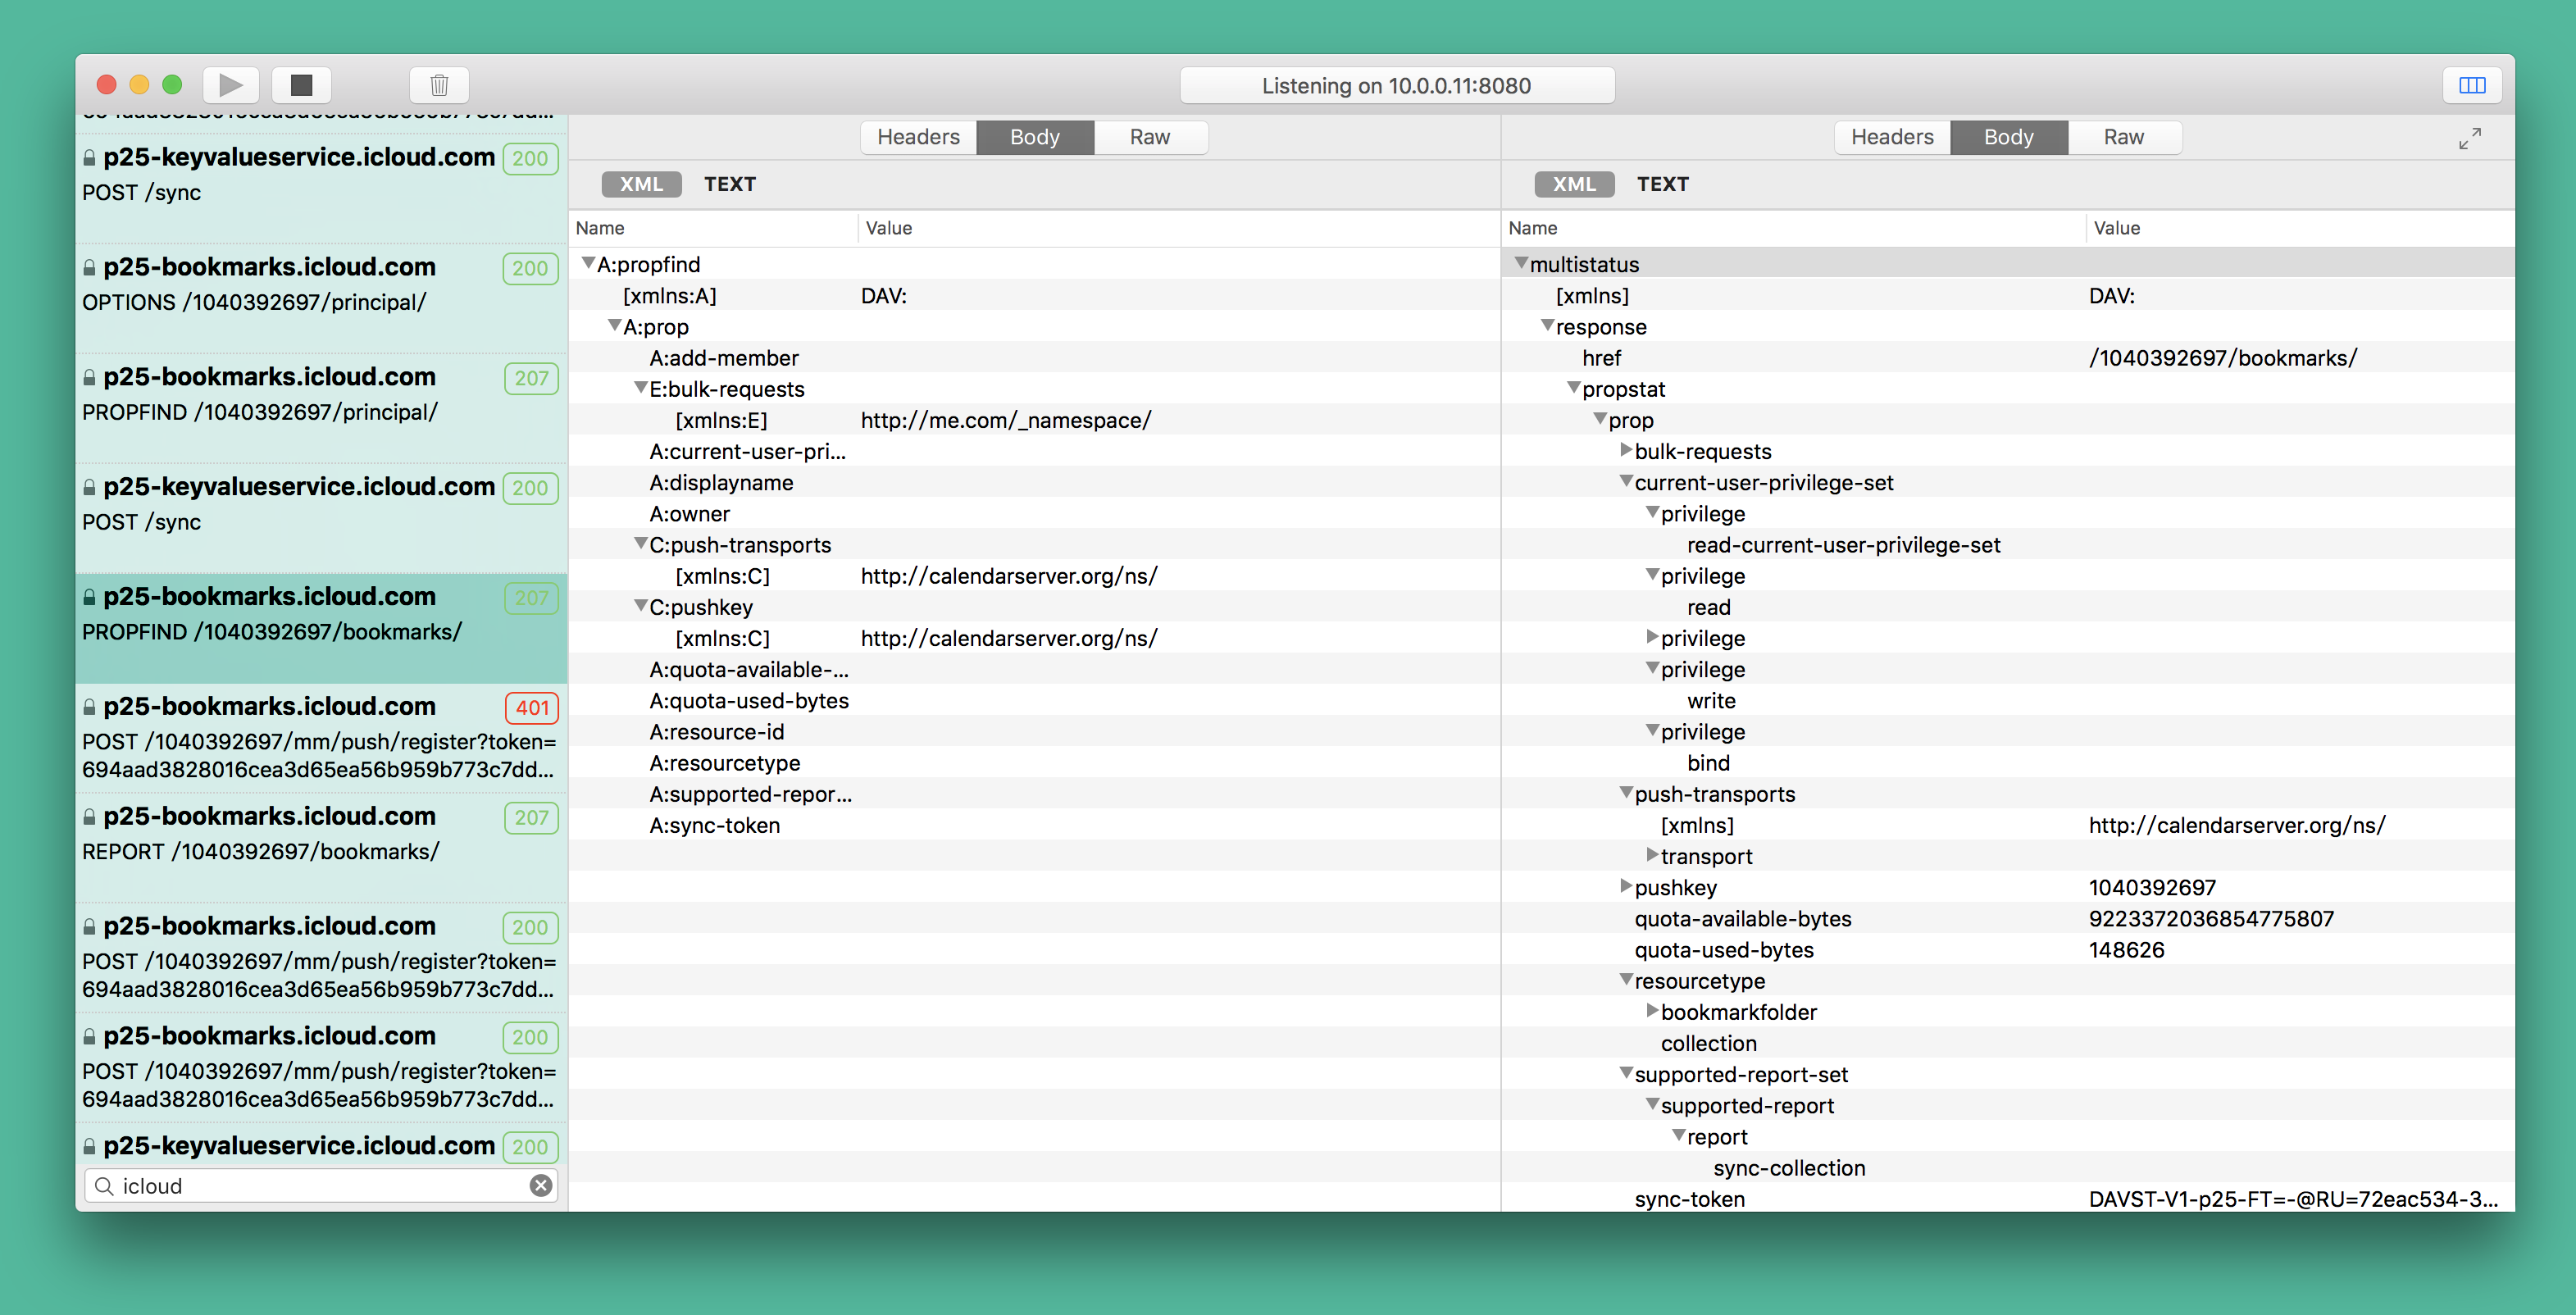 Listening on 10.0.0.11:8080
p25-keyvalueservice.icloud.com 200
POST /sync
p25-bookmarks.icloud.com 200
OPTIONS /1040392697/principal/
p25-bookmarks.icloud.com 207
PROPFIND /1040392697/principal/
p25-keyvalueservice.icloud.com 200
POST /sync
p25-bookmarks.icloud.com 207
PROPFIND /1040392697/bookmarks/
p25-bookmarks.icloud.com 401
POST /1040392697/mm/push/register?token=
694aad3828016cea3d65ea56b959b773c7dd...
p25-bookmarks.icloud.com 207
REPORT /1040392697/bookmarks/
p25-bookmarks.icloud.com 200
POST /1040392697/mm/push/register?token=
694aad3828016cea3d65ea56b959b773c7dd...
p25-bookmarks.icloud.com 200
POST /1040392697/mm/push/register?token=
694aad3828016cea3d65ea56b959b773c7dd...
p25-keyvalueservice.icloud.com 200
icloud
Headers Body Raw
XML TEXT
Name Value
A:propfind
[xmlns:A] DAV:
A:prop
A:add-member
E:bulk-requests
[xmlns:E] http://me.com/_namespace/
A:current-user-pri...
A:displayname
A:owner
C:push-transports
[xmlns:C] http://calendarserver.org/ns/
C:pushkey
[xmlns:C] http://calendarserver.org/ns/
A:quota-available-...
A:quota-used-bytes
A:resource-id
A:resourcetype
A:supported-repor...
A:sync-token
Headers Body Raw
XML TEXT
Name Value
multistatus
[xmlns] DAV:
response
href /1040392697/bookmarks/
propstat
prop
bulk-requests
current-user-privilege-set
privilege
read-current-user-privilege-set
privilege
read
privilege
privilege
write
privilege
bind
push-transports
[xmlns] http://calendarserver.org/ns/
transport
pushkey 1040392697
quota-available-bytes 9223372036854775807
quota-used-bytes 148626
resourcetype
bookmarkfolder
collection
supported-report-set
supported-report
report
sync-collection
sync-token DAVST-V1-p25-FT=-@RU=72eac534-3...